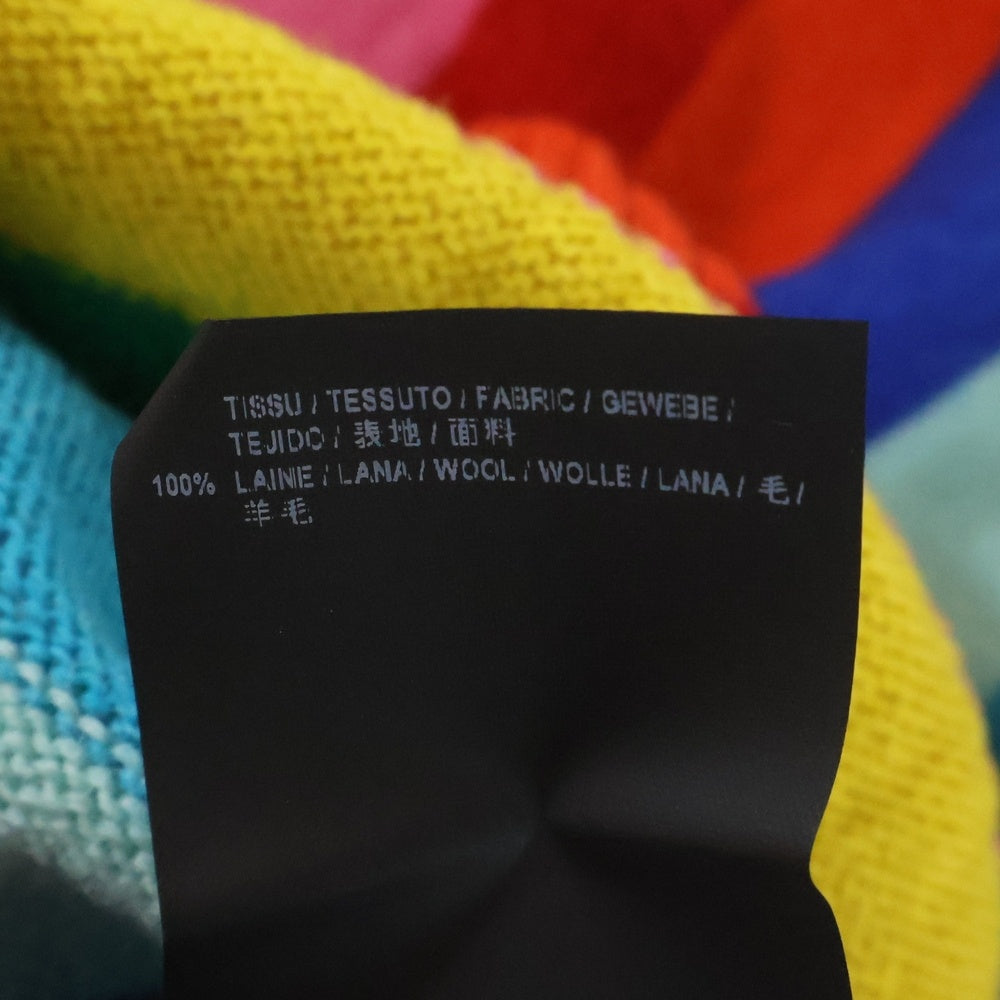 TISSU / TESSUTO / FABRIC / GEWEBE /
TEJIDO / 表地 / 面料
100% LAINE / LANA / WOOL / WOLLE / LANA / 毛 /
羊毛